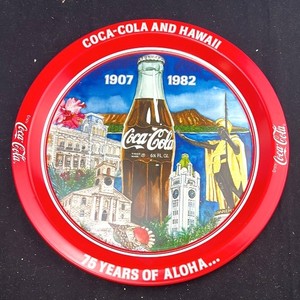 COCA-COLA AND HAWAII
1907 1982
Coca-Cola
Coca-Cola
Coca-Cola
75 YEARS OF ALOHA...